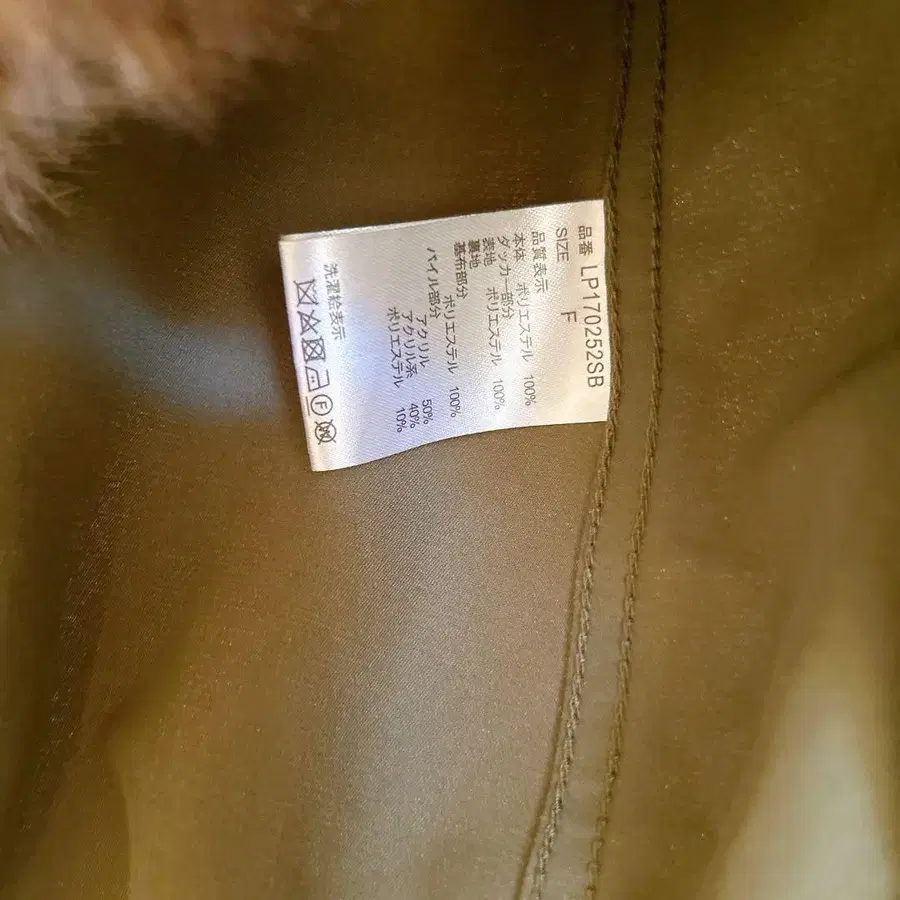 品番 LP170252SB
SIZE F
品質表示
本体 ポリエステル 100%
ダッカー部分
表地 ポリエステル 100%
裏地
基布部分
ポリエステル 100%
パイル部分
アクリル 50%
アクリル系 40%
ポリエステル 10%
洗濯絵表示
F
W